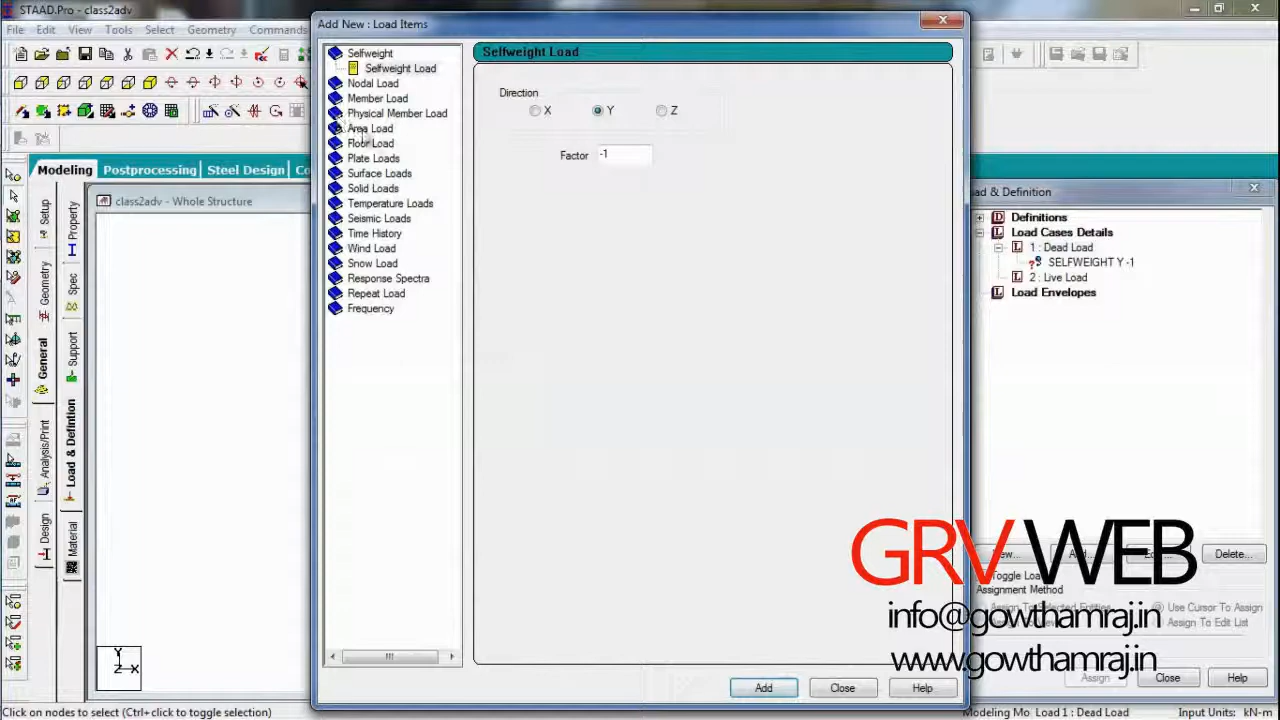 STAAD.Pro - class2adv
File Edit View Tools Select Geometry Commands
Add New : Load Items
Selfweight
Selfweight Load
Nodal Load
Member Load
Physical Member Load
Area Load
Floor Load
Plate Loads
Surface Loads
Solid Loads
Temperature Loads
Seismic Loads
Time History
Wind Load
Snow Load
Response Spectra
Repeat Load
Frequency
Selfweight Load
Direction
X Y Z
Factor -1
Add Close Help
Modeling Postprocessing Steel Design
class2adv - Whole Structure
Setup
Geometry
General
Analysis/Print
Design
Property
Spec
Support
Load & Definition
Material
Y
Z X
& Definition
Definitions
Load Cases Details
1 : Dead Load
SELFWEIGHT Y -1
2 : Live Load
Load Envelopes
New... Delete...
Toggle
Assignment Method
Assign To Selected Entities Use Cursor To Assign
Assign To Edit List
Assign Close Help
GRV WEB
info@gowthamraj.in
www.gowthamraj.in
Click on nodes to select (Ctrl+click to toggle selection)
Modeling Mo Load 1 : Dead Load Input Units: kN-m